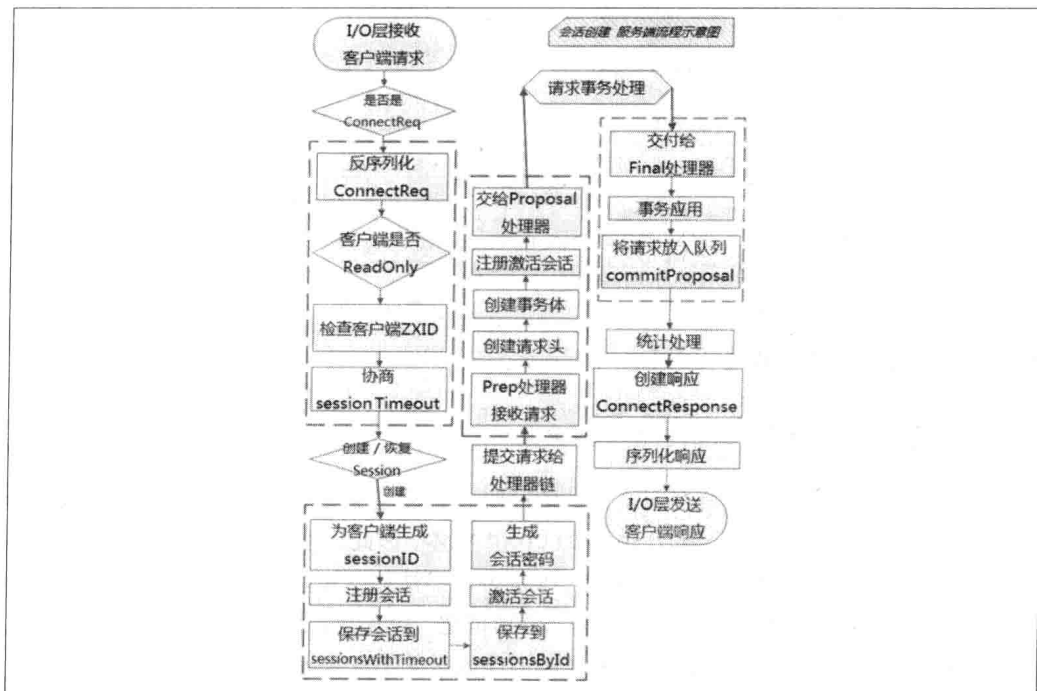 会话创建 服务端流程示意图
I/O层接收
客户端请求
是否是
ConnectReq
反序列化
ConnectReq
客户端是否
ReadOnly
检查客户端ZXID
协商
session Timeout
创建 / 恢复
Session
创建
为客户端生成
sessionID
注册会话
保存会话到
sessionsWithTimeout
保存到
sessionsById
激活会话
生成
会话密码
提交请求给
处理器链
Prep处理器
接收请求
创建请求头
创建事务体
注册激活会话
交给Proposal
处理器
请求事务处理
交付给
Final处理器
事务应用
将请求放入队列
commitProposal
统计处理
创建响应
ConnectResponse
序列化响应
I/O层发送
客户端响应